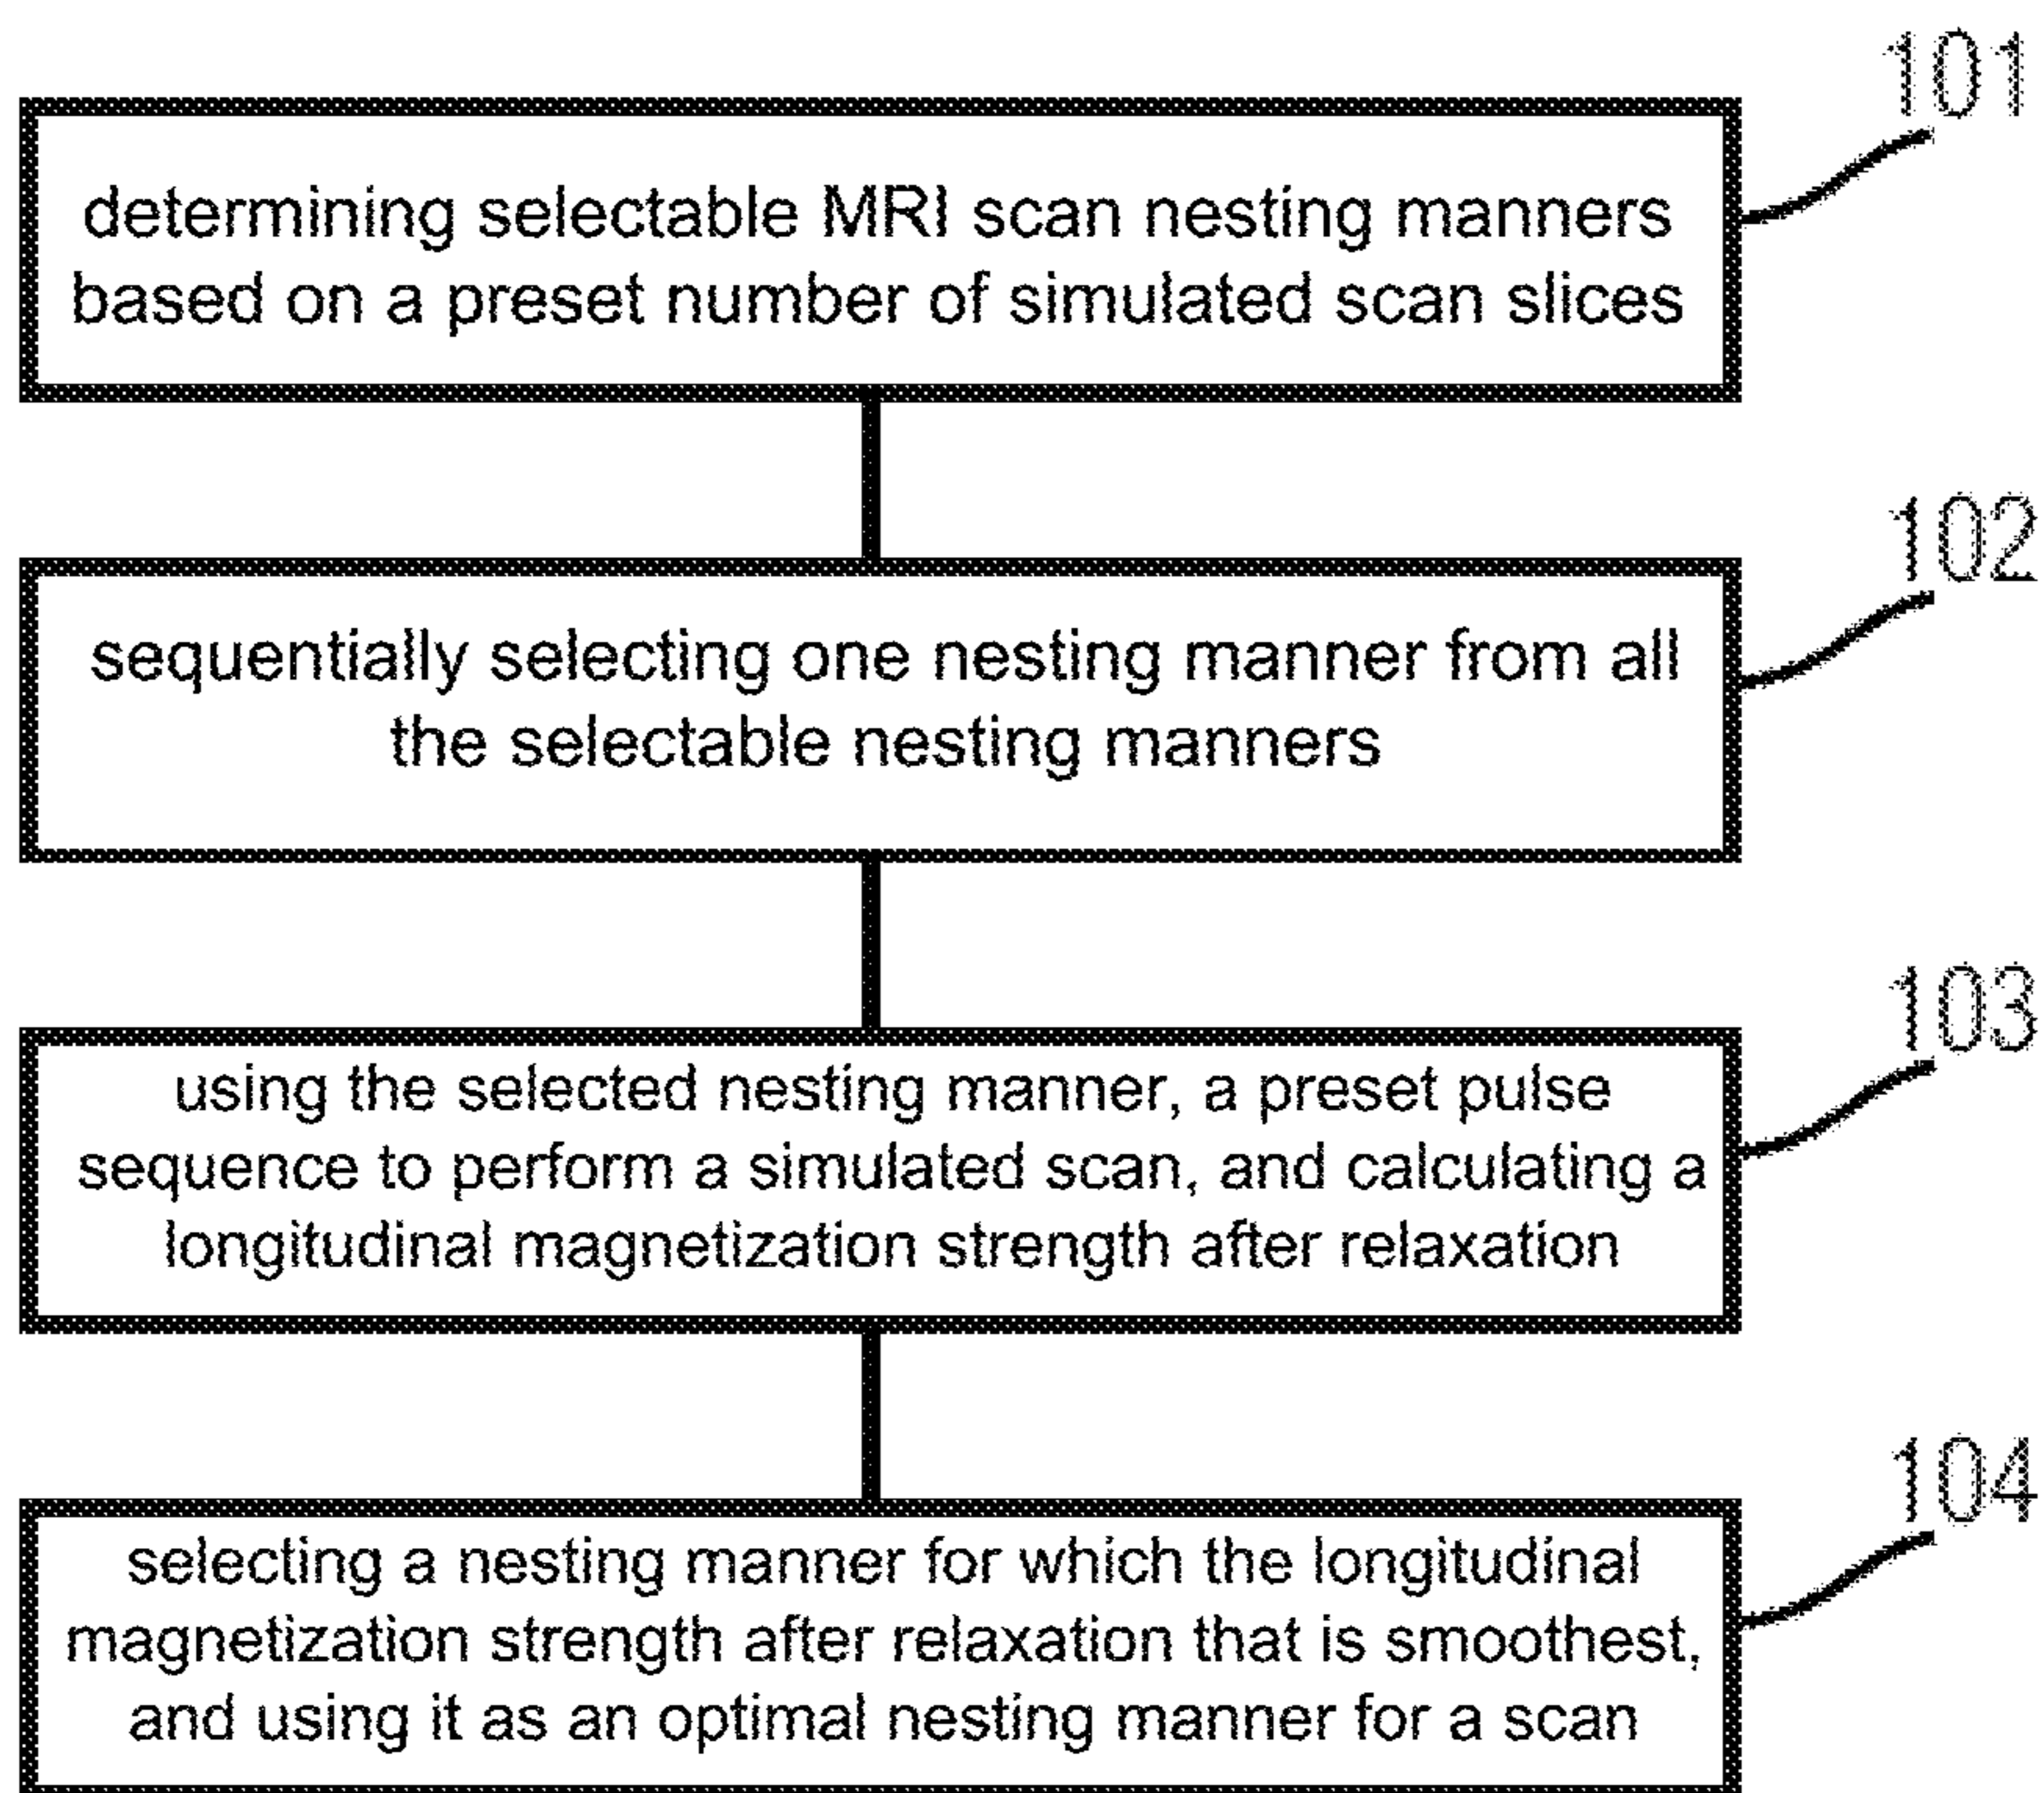 101
determining selectable MRI scan nesting manners
based on a preset number of simulated scan slices
102
sequentially selecting one nesting manner from all
the selectable nesting manners
103
using the selected nesting manner, a preset pulse
sequence to perform a simulated scan, and calculating a
longitudinal magnetization strength after relaxation
104
selecting a nesting manner for which the longitudinal
magnetization strength after relaxation that is smoothest,
and using it as an optimal nesting manner for a scan